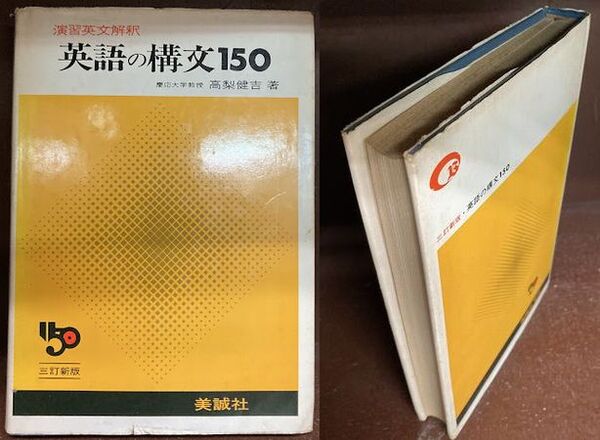 演習英文解釈
英語の構文150
慶応大学教授 高梨健吉 著
150
三訂新版
美誠社
三訂新版・英語の構文150
150